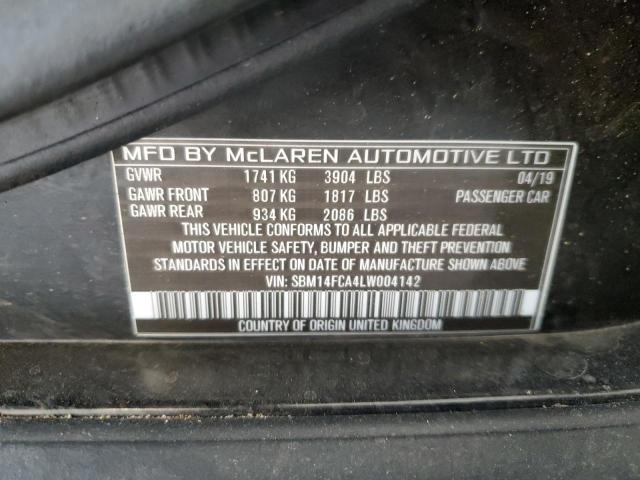 MFD BY McLAREN AUTOMOTIVE LTD
GVWR 1741 KG 3904 LBS 04/19
GAWR FRONT 807 KG 1817 LBS PASSENGER CAR
GAWR REAR 934 KG 2086 LBS
THIS VEHICLE CONFORMS TO ALL APPLICABLE FEDERAL
MOTOR VEHICLE SAFETY, BUMPER AND THEFT PREVENTION
STANDARDS IN EFFECT ON DATE OF MANUFACTURE SHOWN ABOVE
VIN: SBM14FCA4LW004142
COUNTRY OF ORIGIN UNITED KINGDOM